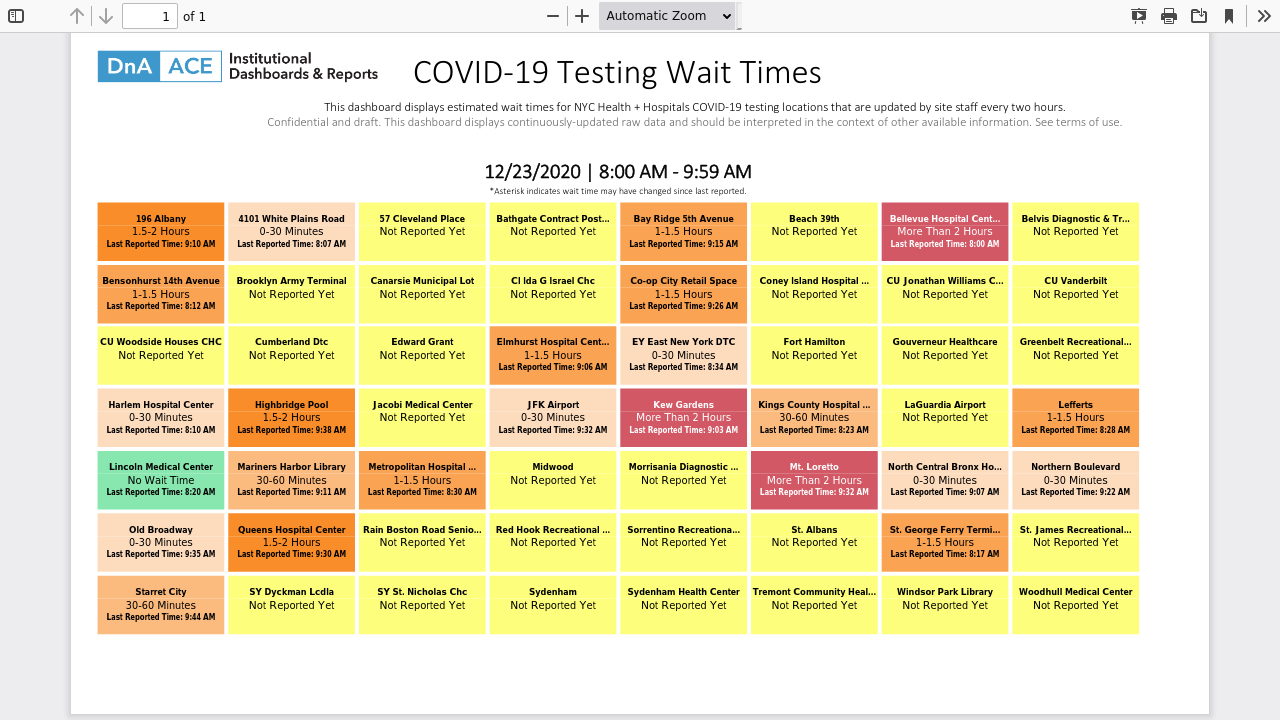 1 of 1 Automatic Zoom
DnA ACE Institutional
Dashboards & Reports
COVID-19 Testing Wait Times
This dashboard displays estimated wait times for NYC Health + Hospitals COVID-19 testing locations that are updated by site staff every two hours.
Confidential and draft. This dashboard displays continuously-updated raw data and should be interpreted in the context of other available information. See terms of use.
12/23/2020 | 8:00 AM - 9:59 AM
*Asterisk indicates wait time may have changed since last reported.
196 Albany
1.5-2 Hours
Last Reported Time: 9:10 AM
4101 White Plains Road
0-30 Minutes
Last Reported Time: 8:07 AM
57 Cleveland Place
Not Reported Yet
Bathgate Contract Post...
Not Reported Yet
Bay Ridge 5th Avenue
1-1.5 Hours
Last Reported Time: 9:15 AM
Beach 39th
Not Reported Yet
Bellevue Hospital Cent...
More Than 2 Hours
Last Reported Time: 8:00 AM
Belvis Diagnostic & Tr...
Not Reported Yet
Bensonhurst 14th Avenue
1-1.5 Hours
Last Reported Time: 8:12 AM
Brooklyn Army Terminal
Not Reported Yet
Canarsie Municipal Lot
Not Reported Yet
Cl Ida G Israel Chc
Not Reported Yet
Co-op City Retail Space
1-1.5 Hours
Last Reported Time: 9:26 AM
Coney Island Hospital ...
Not Reported Yet
CU Jonathan Williams C...
Not Reported Yet
CU Vanderbilt
Not Reported Yet
CU Woodside Houses CHC
Not Reported Yet
Cumberland Dtc
Not Reported Yet
Edward Grant
Not Reported Yet
Elmhurst Hospital Cent...
1-1.5 Hours
Last Reported Time: 9:06 AM
EY East New York DTC
0-30 Minutes
Last Reported Time: 8:34 AM
Fort Hamilton
Not Reported Yet
Gouverneur Healthcare
Not Reported Yet
Greenbelt Recreational...
Not Reported Yet
Harlem Hospital Center
0-30 Minutes
Last Reported Time: 8:10 AM
Highbridge Pool
1.5-2 Hours
Last Reported Time: 9:38 AM
Jacobi Medical Center
Not Reported Yet
JFK Airport
0-30 Minutes
Last Reported Time: 9:32 AM
Kew Gardens
More Than 2 Hours
Last Reported Time: 9:03 AM
Kings County Hospital ...
30-60 Minutes
Last Reported Time: 8:23 AM
LaGuardia Airport
Not Reported Yet
Lefferts
1-1.5 Hours
Last Reported Time: 8:28 AM
Lincoln Medical Center
No Wait Time
Last Reported Time: 8:20 AM
Mariners Harbor Library
30-60 Minutes
Last Reported Time: 9:11 AM
Metropolitan Hospital ...
1-1.5 Hours
Last Reported Time: 8:30 AM
Midwood
Not Reported Yet
Morrisania Diagnostic ...
Not Reported Yet
Mt. Loretto
More Than 2 Hours
Last Reported Time: 9:32 AM
North Central Bronx Ho...
0-30 Minutes
Last Reported Time: 9:07 AM
Northern Boulevard
0-30 Minutes
Last Reported Time: 9:22 AM
Old Broadway
0-30 Minutes
Last Reported Time: 9:35 AM
Queens Hospital Center
1.5-2 Hours
Last Reported Time: 9:30 AM
Rain Boston Road Senio...
Not Reported Yet
Red Hook Recreational ...
Not Reported Yet
Sorrentino Recreationa...
Not Reported Yet
St. Albans
Not Reported Yet
St. George Ferry Termi...
1-1.5 Hours
Last Reported Time: 8:17 AM
St. James Recreational...
Not Reported Yet
Starret City
30-60 Minutes
Last Reported Time: 9:44 AM
SY Dyckman Lcdla
Not Reported Yet
SY St. Nicholas Chc
Not Reported Yet
Sydenham
Not Reported Yet
Sydenham Health Center
Not Reported Yet
Tremont Community Heal...
Not Reported Yet
Windsor Park Library
Not Reported Yet
Woodhull Medical Center
Not Reported Yet